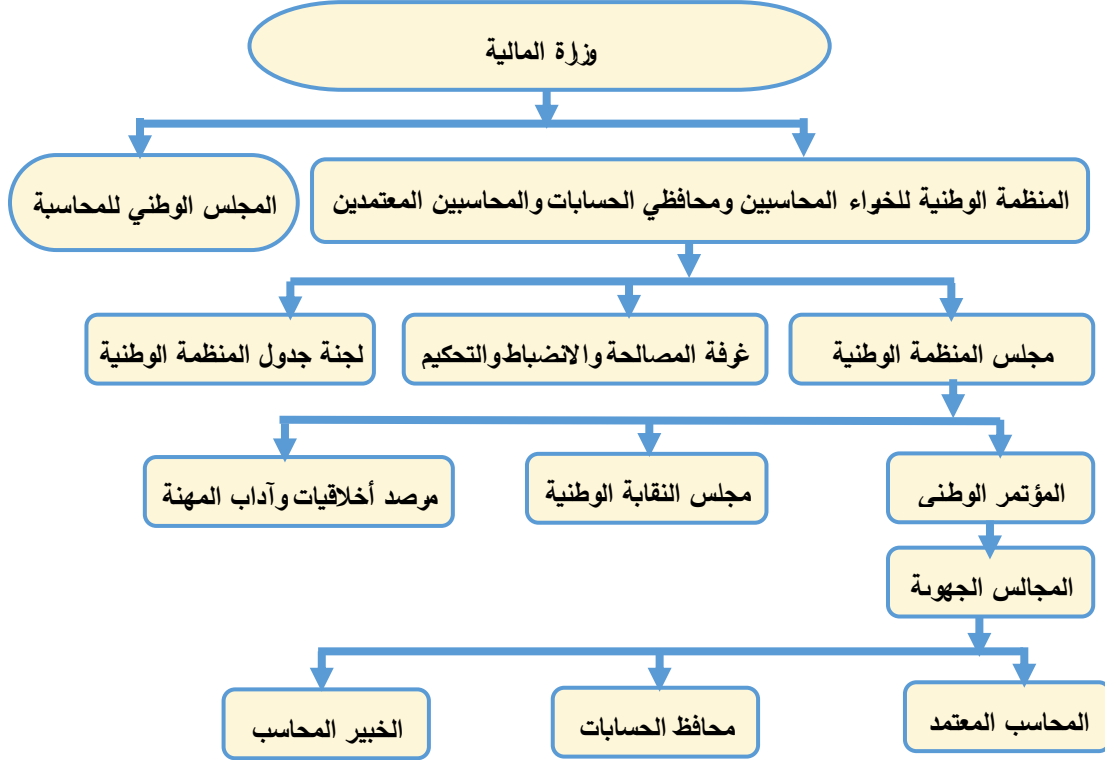 وزارة المالية
المنظمة الوطنية للخبراء المحاسبين ومحافظي الحسابات والمحاسبين المعتمدين
المجلس الوطني للمحاسبة
مجلس المنظمة الوطنية
غرفة المصالحة والانضباط والتحكيم
لجنة جدول المنظمة الوطنية
المؤتمر الوطنى
مجلس النقابة الوطنية
مرصد أخلاقيات وآداب المهنة
المجالس الجهوية
المحاسب المعتمد
محافظ الحسابات
الخبير المحاسب